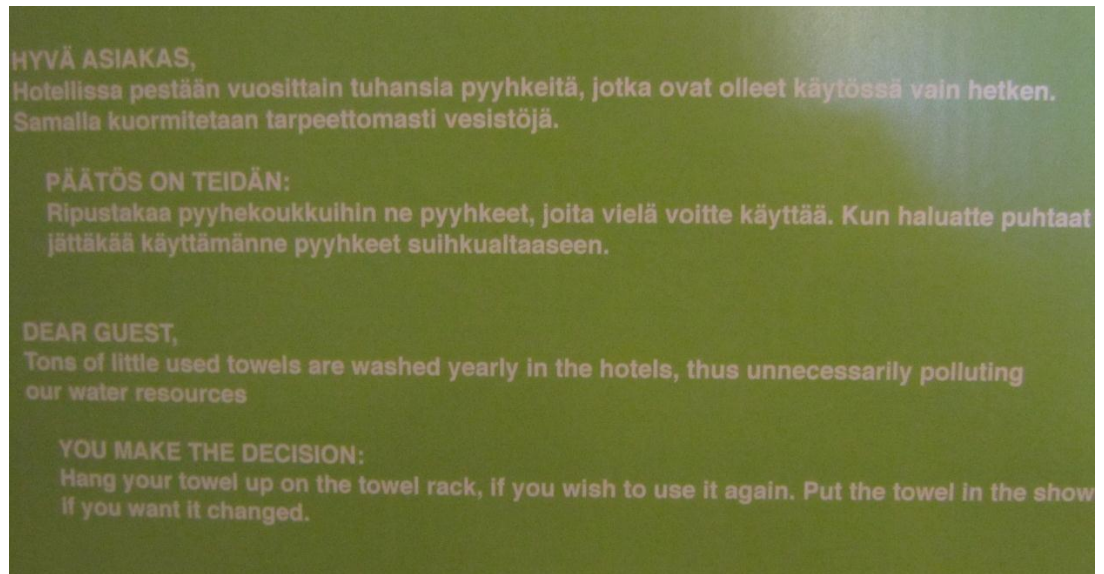 HYVÄ ASIAKAS,
Hotellissa pestään vuosittain tuhansia pyyhkeitä, jotka ovat olleet käytössä vain hetken.
Samalla kuormitetaan tarpeettomasti vesistöjä.
PÄÄTÖS ON TEIDÄN:
Ripustakaa pyyhekoukkuihin ne pyyhkeet, joita vielä voitte käyttää. Kun haluatte puhtaat
jättäkää käyttämänne pyyhkeet suihkualtaaseen.
DEAR GUEST,
Tons of little used towels are washed yearly in the hotels, thus unnecessarily polluting
our water resources
YOU MAKE THE DECISION:
Hang your towel up on the towel rack, if you wish to use it again. Put the towel in the show
if you want it changed.